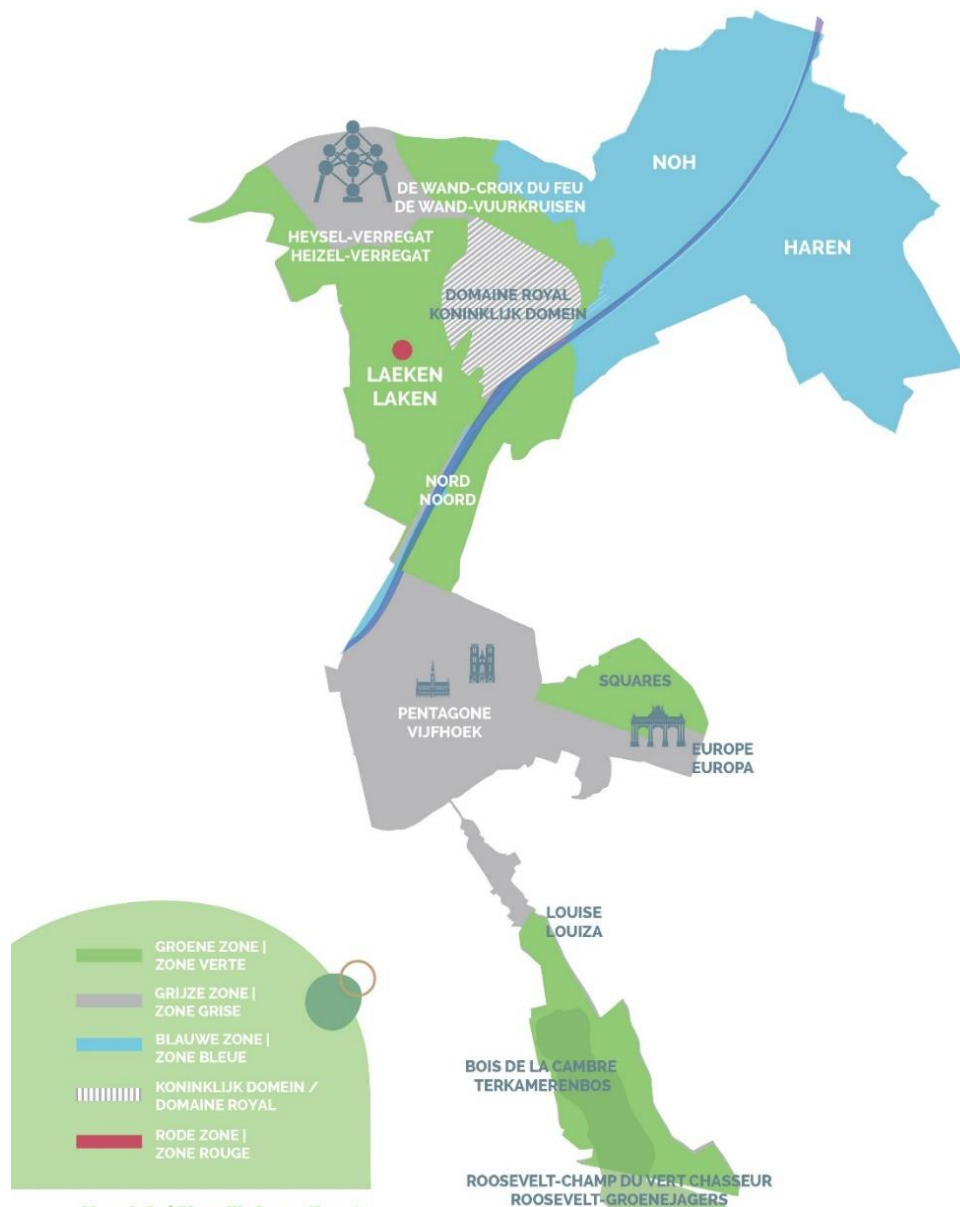 NOH
DE WAND-CROIX DU FEU
DE WAND-VUURKRUISEN
HEYSEL-VERREGAT
HEIZEL-VERREGAT
HAREN
DOMAINE ROYAL
KONINKLIJK DOMEIN
LAEKEN
LAKEN
NORD
NOORD
SQUARES
PENTAGONE
VIJFHOEK
EUROPE
EUROPA
LOUISE
LOUIZA
GROENE ZONE |
ZONE VERTE
GRIJZE ZONE |
ZONE GRISE
BLAUWE ZONE |
ZONE BLEUE
KONINKLIJK DOMEIN /
DOMAINE ROYAL
RODE ZONE |
ZONE ROUGE
BOIS DE LA CAMBRE
TERKAMERENBOS
ROOSEVELT-CHAMP DU VERT CHASSEUR
ROOSEVELT-GROENEJAGERS